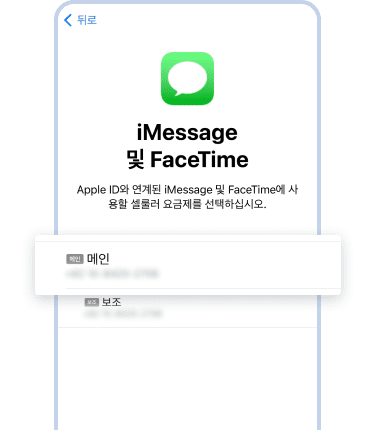 뒤로
iMessage
및 FaceTime
Apple ID와 연계된 iMessage 및 FaceTime에 사
용할 셀룰러 요금제를 선택하십시오.
메인 메인
보조 보조